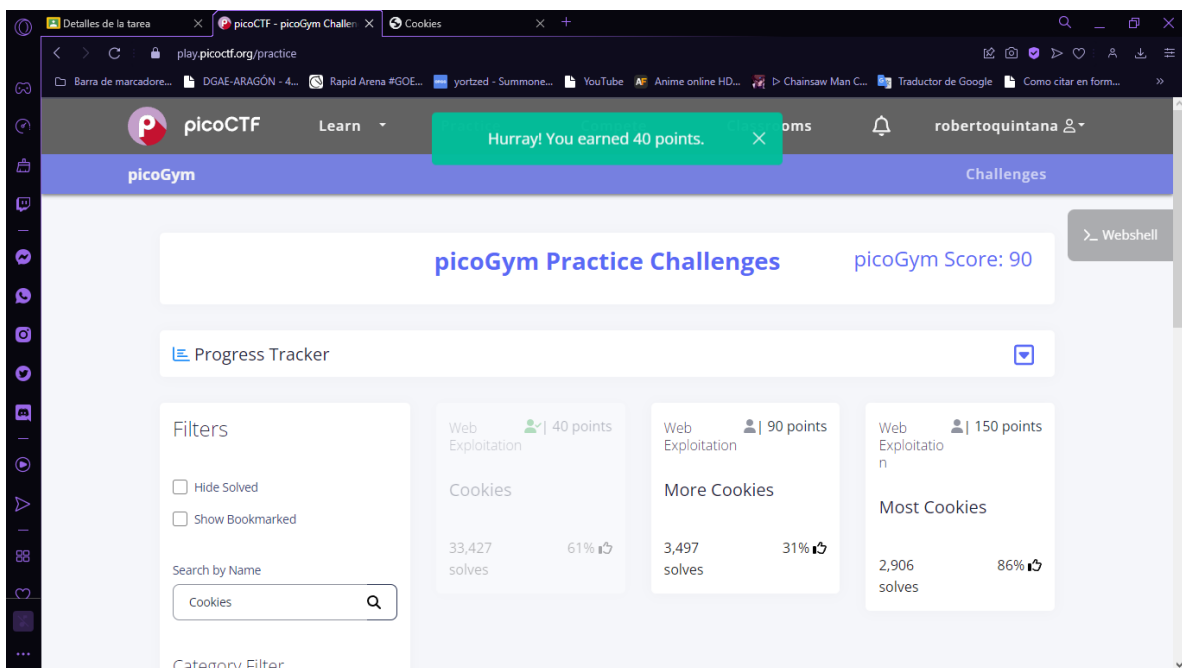 Detalles de la tarea
picoCTF - picoGym Challen
Cookies
play.picoctf.org/practice
Barra de marcadore...
DGAE-ARAGÓN - 4...
Rapid Arena #GOE...
yortzed - Summone...
YouTube
Anime online HD...
▷ Chainsaw Man C...
Traductor de Google
Como citar en form...
»
picoCTF
Learn
Hurray! You earned 40 points.
oms
robertoquintana
picoGym
Challenges
>_ Webshell
picoGym Practice Challenges
picoGym Score: 90
Progress Tracker
Filters
Hide Solved
Show Bookmarked
Search by Name
Cookies
Category Filter
Web
Exploitation
| 40 points
Cookies
33,427
solves
61%
Web
Exploitation
| 90 points
More Cookies
3,497
solves
31%
Web
Exploitatio
n
| 150 points
Most Cookies
2,906
solves
86%